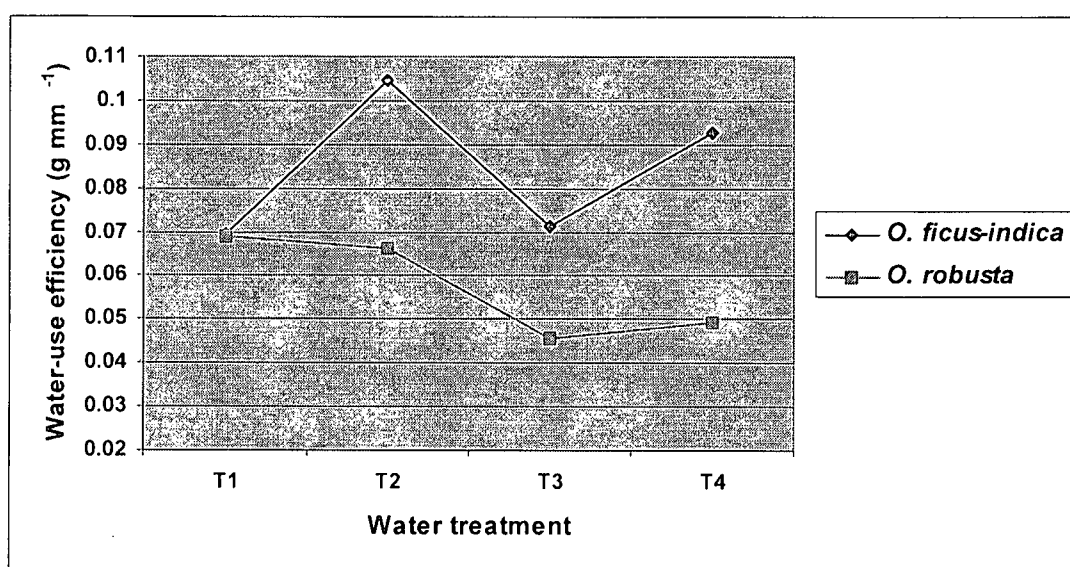 0.11
0.1
0.09
0.08
0.07
0.06
0.05
0.04
0.03
0.02
Water-use efficiency (g mm ⁻¹)
T1 T2 T3 T4
Water treatment
O. ficus-indica
O. robusta